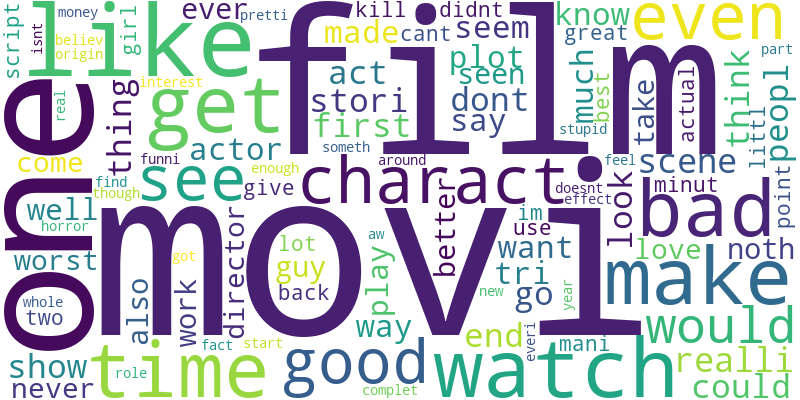 script
money
isnt
believ
origin
girl
like
ever
pretti
interest
kill
made
cant
didnt
seem
know
great
even
act
plot
seen
stori
dont
first
say
film
much
best
stupid
take
actual
think
part
peopl
littl
one
real
thing
get
actor
see
funni
enough
someth
around
feel
scene
charact
doesnt
effect
look
minut
point
come
find
though
well
horror
give
better
im
use
bad
love
noth
worst
got
director
lot
aw
guy
back
play
movi
want
tri
go
new
year
make
whole
two
also
work
way
end
everi
mani
would
show
never
time
fact
start
role
good
complet
watch
realli
could